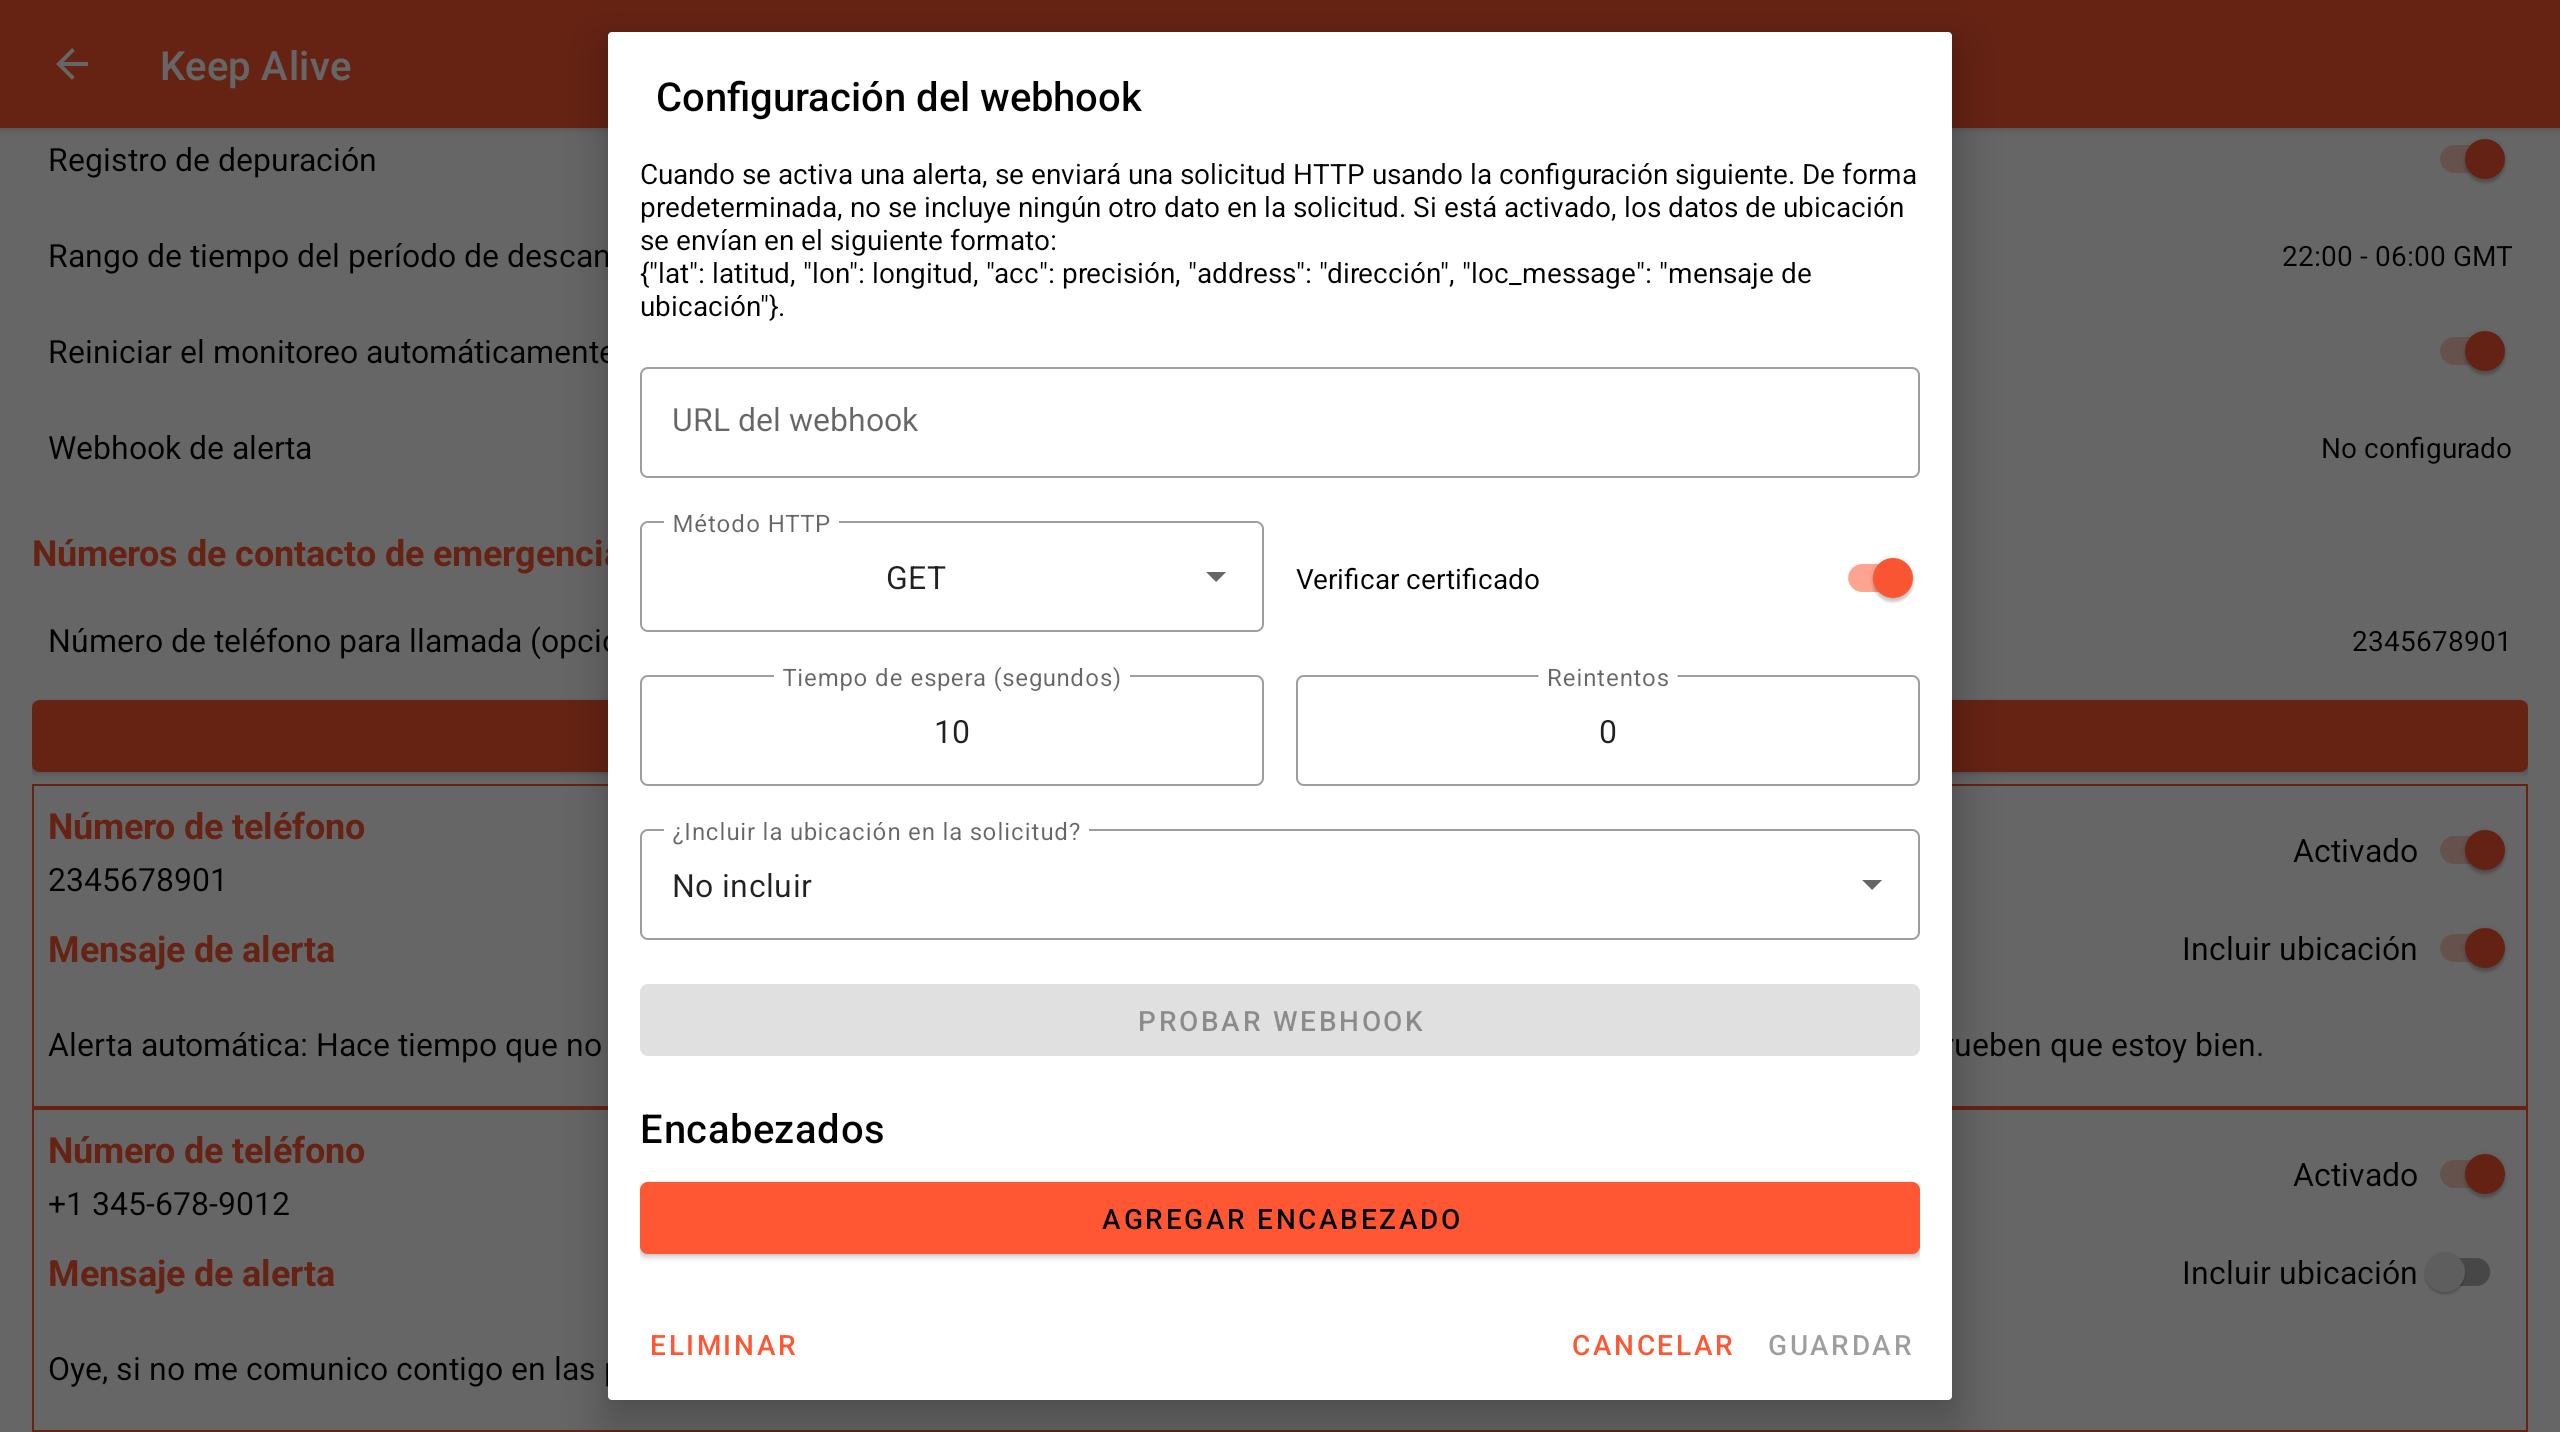 Keep Alive
Registro de depuración
Rango de tiempo del período de descan
22:00 - 06:00 GMT
Reiniciar el monitoreo automáticamente
Webhook de alerta
No configurado
Números de contacto de emergencia
Número de teléfono para llamada (opcio
2345678901
Número de teléfono
2345678901
Activado
Mensaje de alerta
Incluir ubicación
Alerta automática: Hace tiempo que no
rueben que estoy bien.
Número de teléfono
+1 345-678-9012
Activado
Mensaje de alerta
Incluir ubicación
Oye, si no me comunico contigo en las
Configuración del webhook
Cuando se activa una alerta, se enviará una solicitud HTTP usando la configuración siguiente. De forma
predeterminada, no se incluye ningún otro dato en la solicitud. Si está activado, los datos de ubicación
se envían en el siguiente formato:
{"lat": latitud, "lon": longitud, "acc": precisión, "address": "dirección", "loc_message": "mensaje de
ubicación"}.
URL del webhook
Método HTTP
GET
Verificar certificado
Tiempo de espera (segundos)
10
Reintentos
0
¿Incluir la ubicación en la solicitud?
No incluir
PROBAR WEBHOOK
Encabezados
AGREGAR ENCABEZADO
ELIMINAR
CANCELAR
GUARDAR